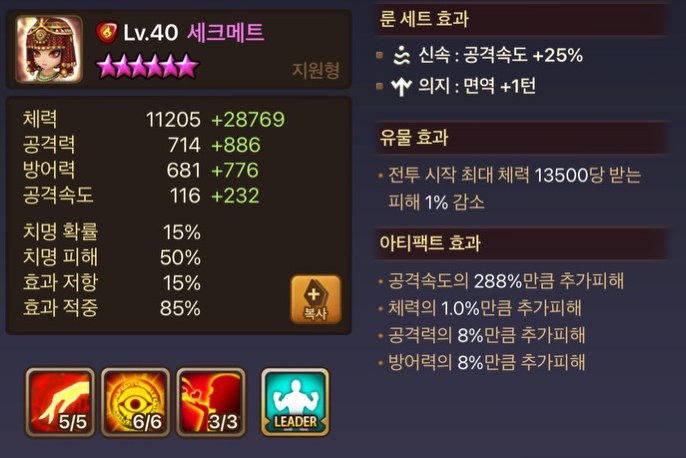 Lv.40 세크메트
지원형
체력 11205 +28769
공격력 714 +886
방어력 681 +776
공격속도 116 +232
치명 확률 15%
치명 피해 50%
효과 저항 15%
효과 적중 85%
복사
5/5 6/6 3/3 LEADER
룬 세트 효과
신속 : 공격속도 +25%
의지 : 면역 +1턴
유물 효과
전투 시작 최대 체력 13500당 받는
피해 1% 감소
아티팩트 효과
공격속도의 288%만큼 추가피해
체력의 1.0%만큼 추가피해
공격력의 8%만큼 추가피해
방어력의 8%만큼 추가피해